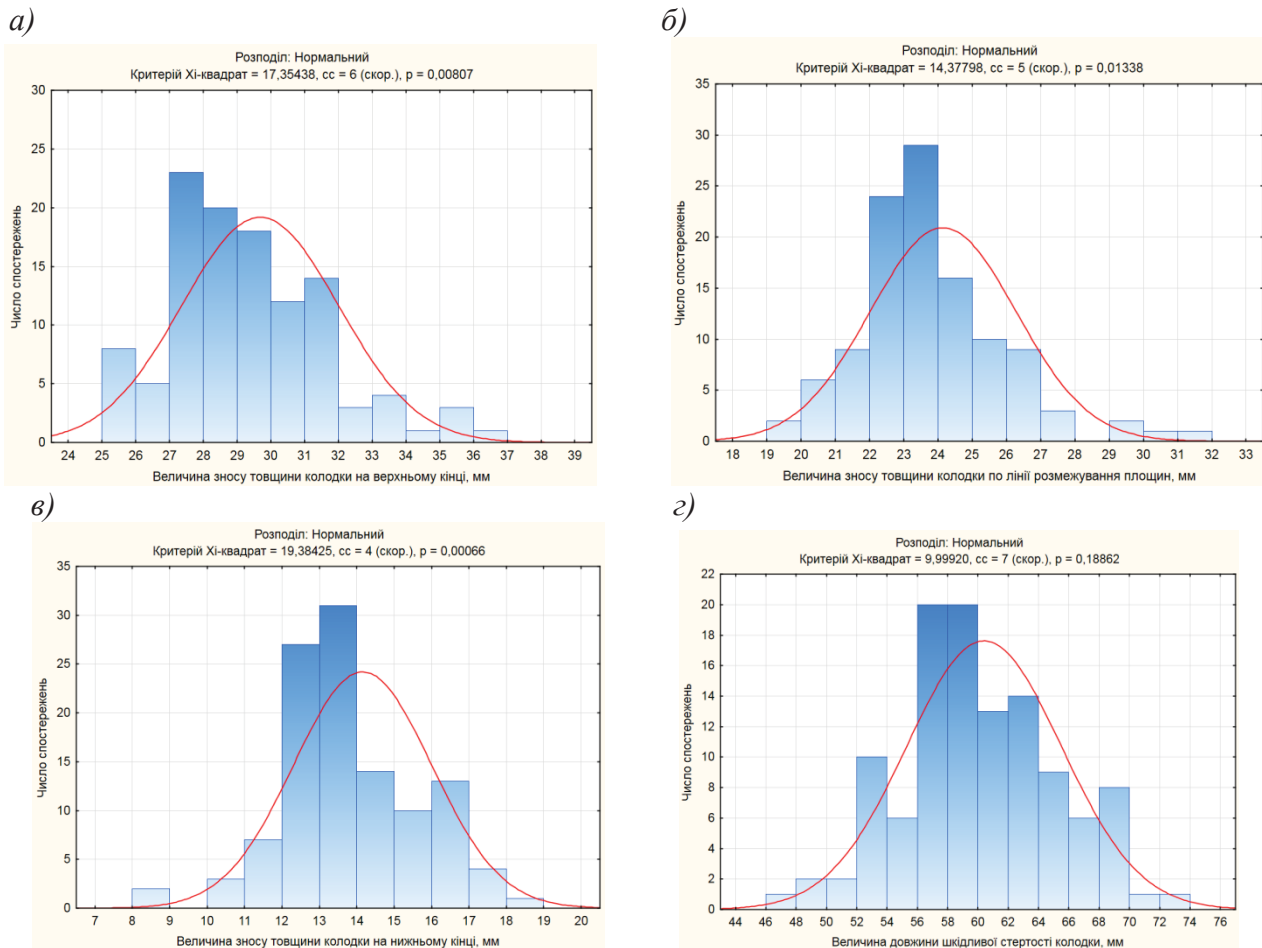 а)
Розподіл: Нормальний
Критерій Хі-квадрат = 17,35438, сс = 6 (скор.), p = 0,00807
30
25
20
15
10
5
0
Число спостережень
24 25 26 27 28 29 30 31 32 33 34 35 36 37 38 39
Величина зносу товщини колодки на верхньому кінці, мм
б)
Розподіл: Нормальний
Критерій Хі-квадрат = 14,37798, сс = 5 (скор.), p = 0,01338
35
30
25
20
15
10
5
0
Число спостережень
18 19 20 21 22 23 24 25 26 27 28 29 30 31 32 33
Величина зносу товщини колодки по лінії розмежування площин, мм
в)
Розподіл: Нормальний
Критерій Хі-квадрат = 19,38425, сс = 4 (скор.), p = 0,00066
35
30
25
20
15
10
5
0
Число спостережень
7 8 9 10 11 12 13 14 15 16 17 18 19 20
Величина зносу товщини колодки на нижньому кінці, мм
г)
Розподіл: Нормальний
Критерій Хі-квадрат = 9,99920, сс = 7 (скор.), p = 0,18862
22
20
18
16
14
12
10
8
6
4
2
0
Число спостережень
44 46 48 50 52 54 56 58 60 62 64 66 68 70 72 74 76
Величина довжини шкідливої стертості колодки, мм